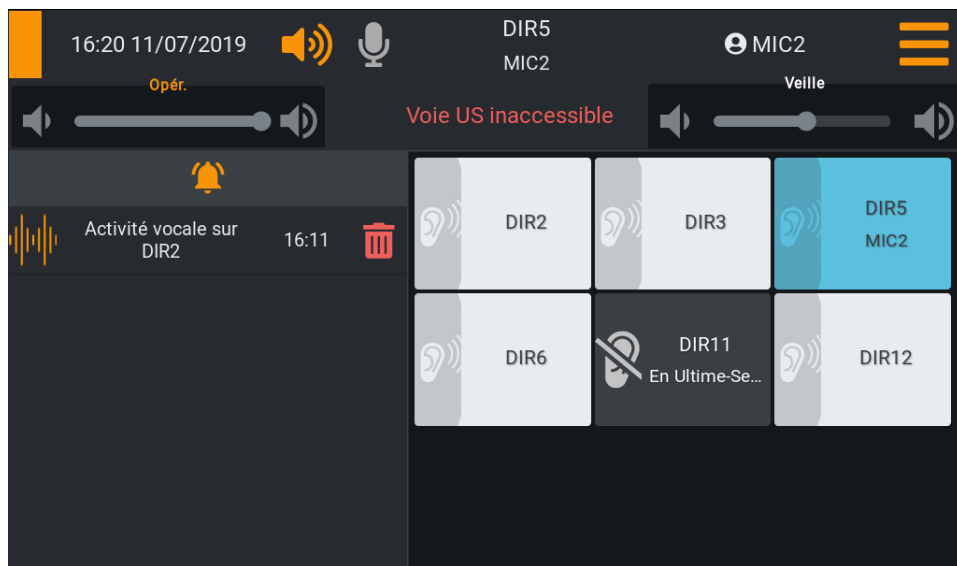 16:20 11/07/2019
DIR5
MIC2
MIC2
Opér.
Voie US inaccessible
Veille
Activité vocale sur
DIR2
16:11
DIR2
DIR3
DIR5
MIC2
DIR6
DIR11
En Ultime-Se...
DIR12